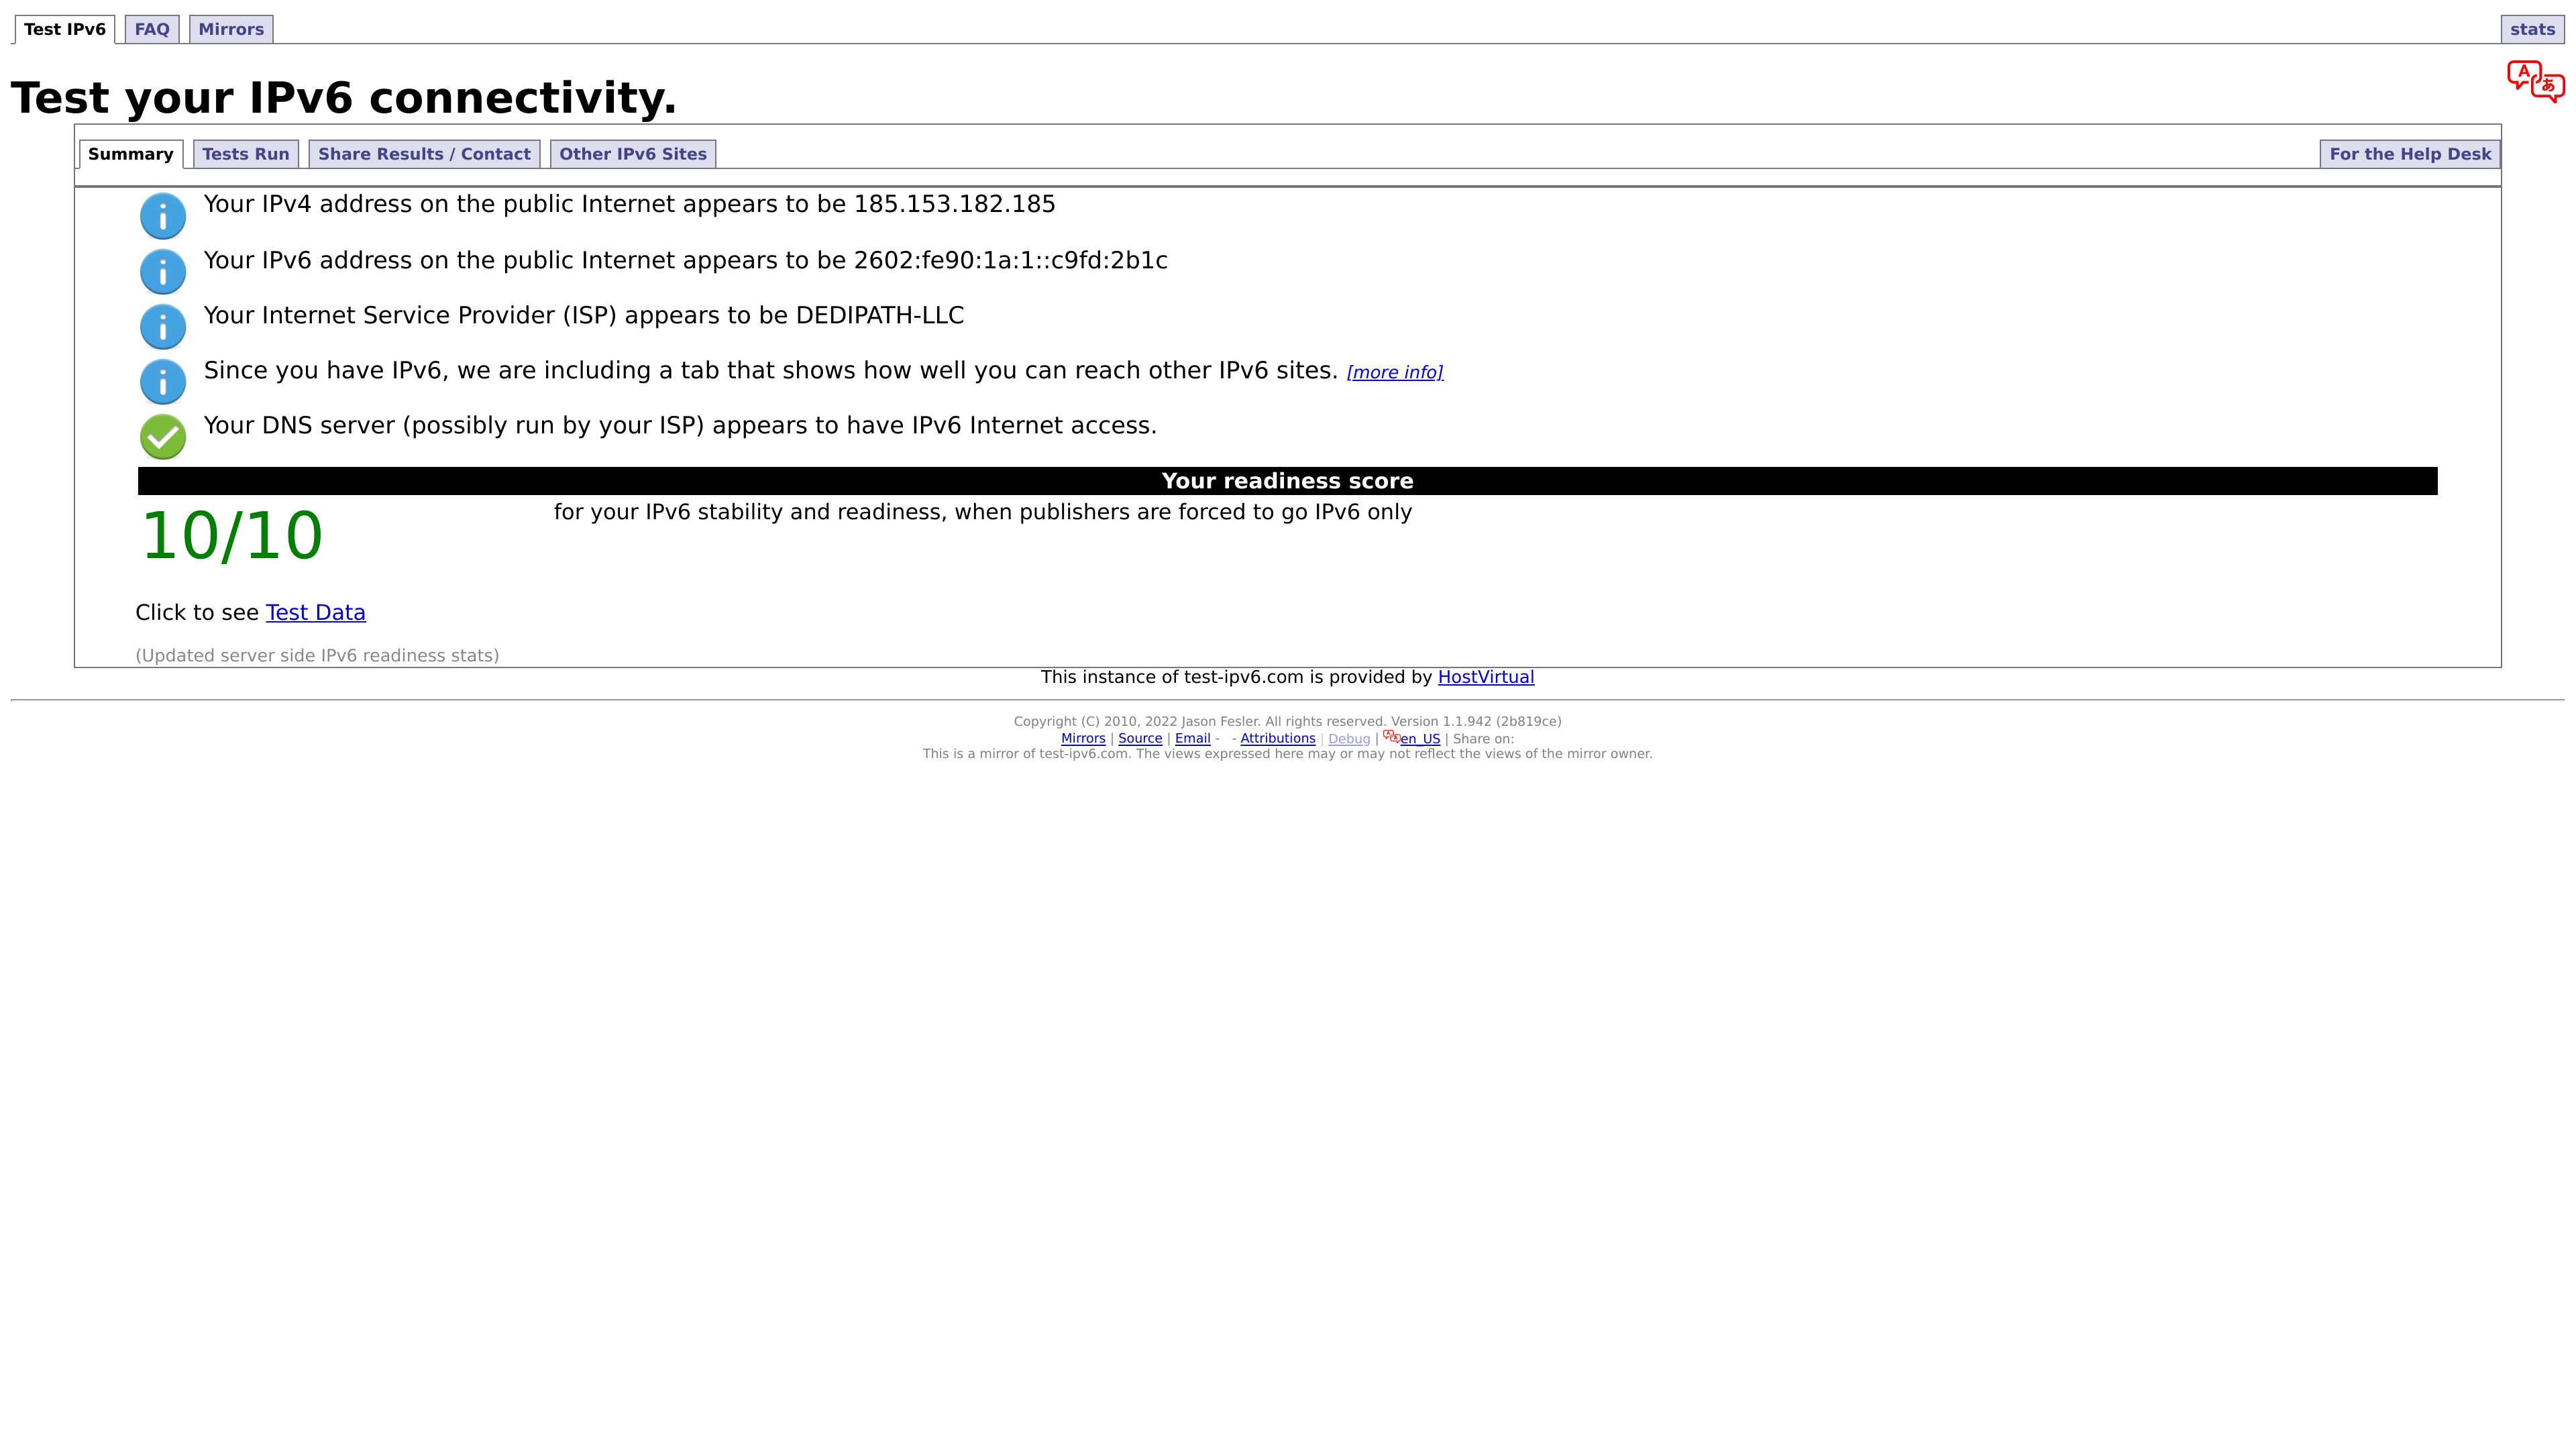 Test IPv6 FAQ Mirrors stats
Test your IPv6 connectivity.
A あ
Summary Tests Run Share Results / Contact Other IPv6 Sites For the Help Desk
Your IPv4 address on the public Internet appears to be 185.153.182.185
Your IPv6 address on the public Internet appears to be 2602:fe90:1a:1::c9fd:2b1c
Your Internet Service Provider (ISP) appears to be DEDIPATH-LLC
Since you have IPv6, we are including a tab that shows how well you can reach other IPv6 sites. [more info]
Your DNS server (possibly run by your ISP) appears to have IPv6 Internet access.
Your readiness score
10/10 for your IPv6 stability and readiness, when publishers are forced to go IPv6 only
Click to see Test Data
(Updated server side IPv6 readiness stats)
This instance of test-ipv6.com is provided by HostVirtual
Copyright (C) 2010, 2022 Jason Fesler. All rights reserved. Version 1.1.942 (2b819ce)
Mirrors | Source | Email - - Attributions | Debug | en_US | Share on:
This is a mirror of test-ipv6.com. The views expressed here may or may not reflect the views of the mirror owner.